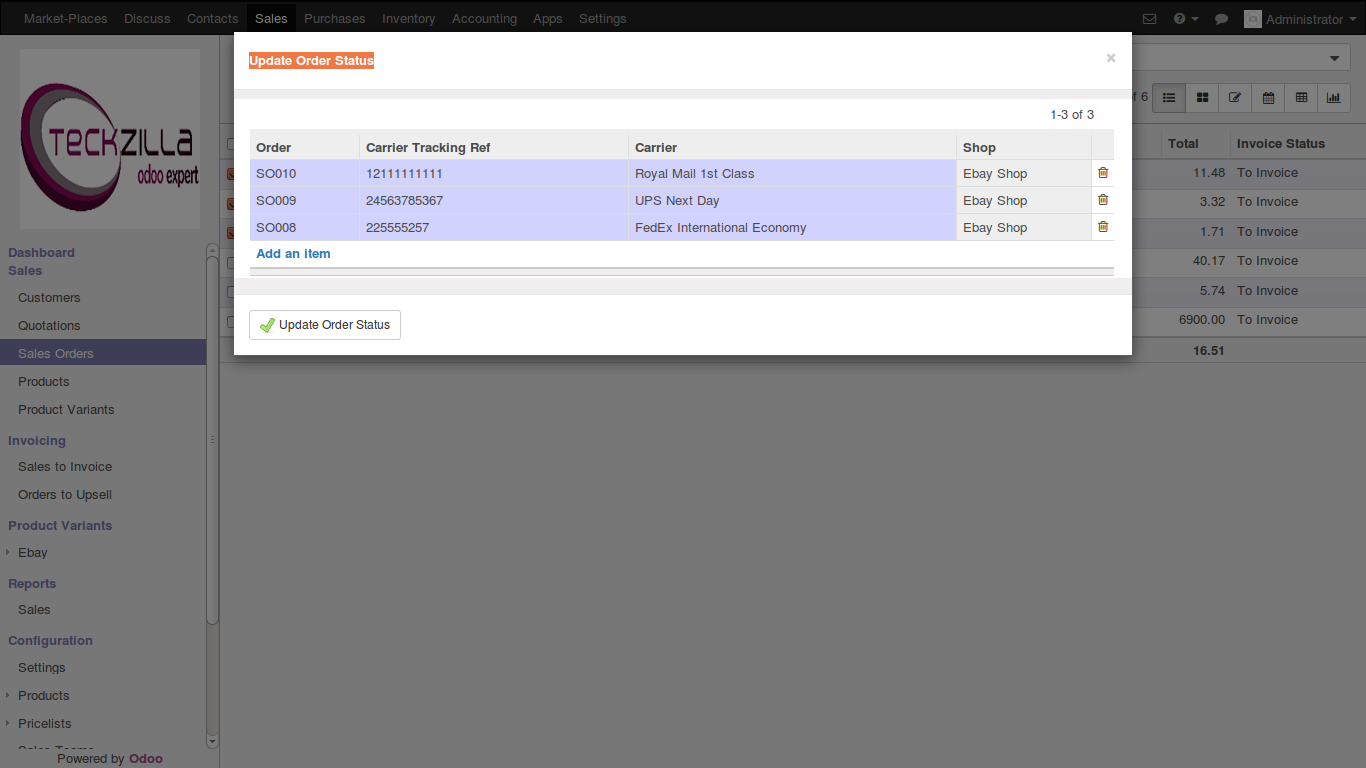 Market-Places Discuss Contacts Sales Purchases Inventory Accounting Apps Settings Administrator
Update Order Status ×
1-3 of 3
Order Carrier Tracking Ref Carrier Shop
SO010 12111111111 Royal Mail 1st Class Ebay Shop
SO009 24563785367 UPS Next Day Ebay Shop
SO008 225555257 FedEx International Economy Ebay Shop
Add an item
Update Order Status
of 6
Total Invoice Status
11.48 To Invoice
3.32 To Invoice
1.71 To Invoice
40.17 To Invoice
5.74 To Invoice
6900.00 To Invoice
16.51
TECKZILLA
odoo expert
Dashboard
Sales
Customers
Quotations
Sales Orders
Products
Product Variants
Invoicing
Sales to Invoice
Orders to Upsell
Product Variants
Ebay
Reports
Sales
Configuration
Settings
Products
Pricelists
Sales Teams
Powered by Odoo